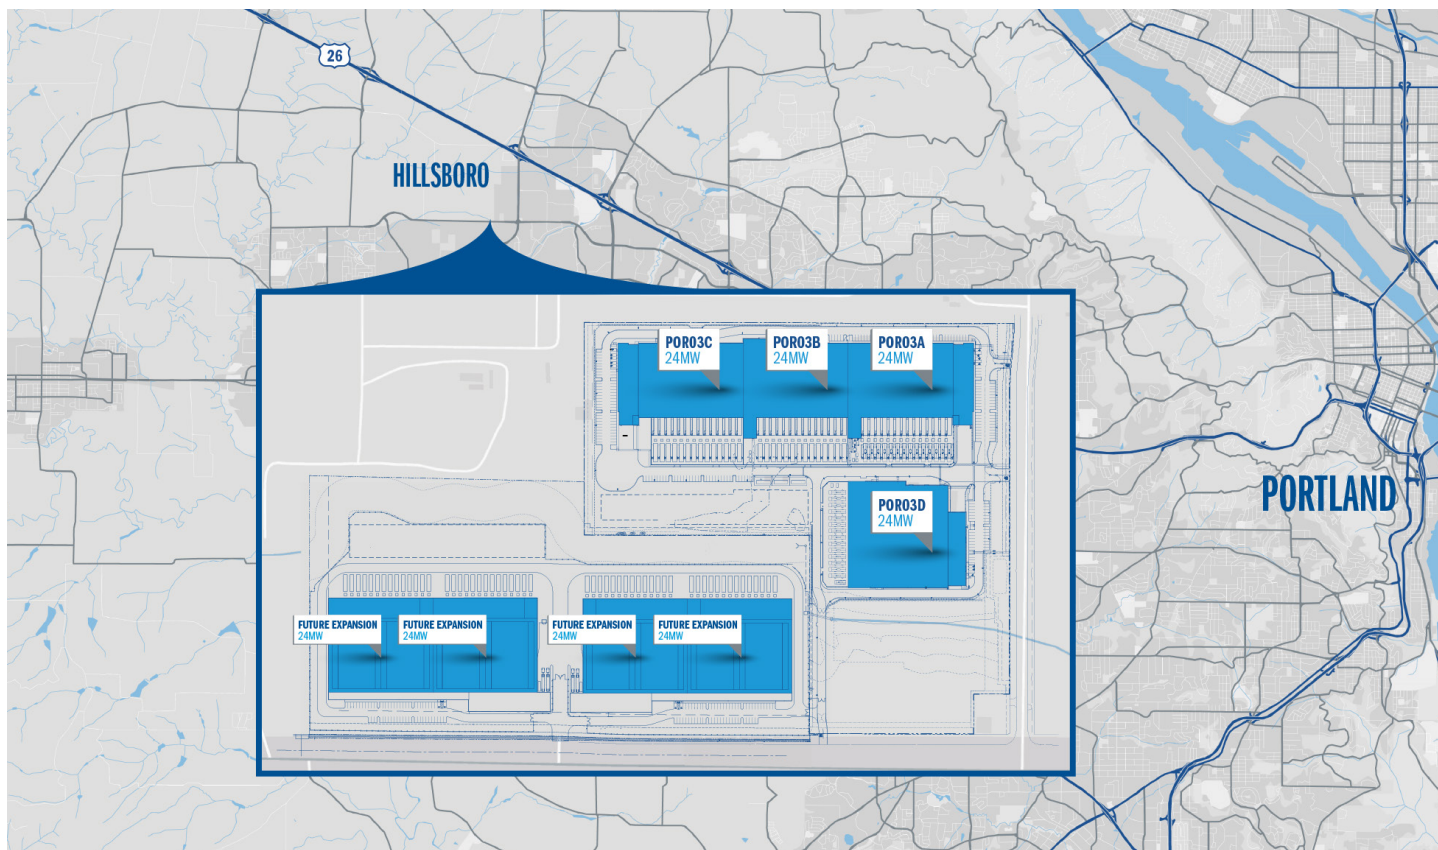 26
HILLSBORO
POR03C
24MW
POR03B
24MW
POR03A
24MW
PORTLAND
POR03D
24MW
FUTURE EXPANSION
24MW
FUTURE EXPANSION
24MW
FUTURE EXPANSION
24MW
FUTURE EXPANSION
24MW